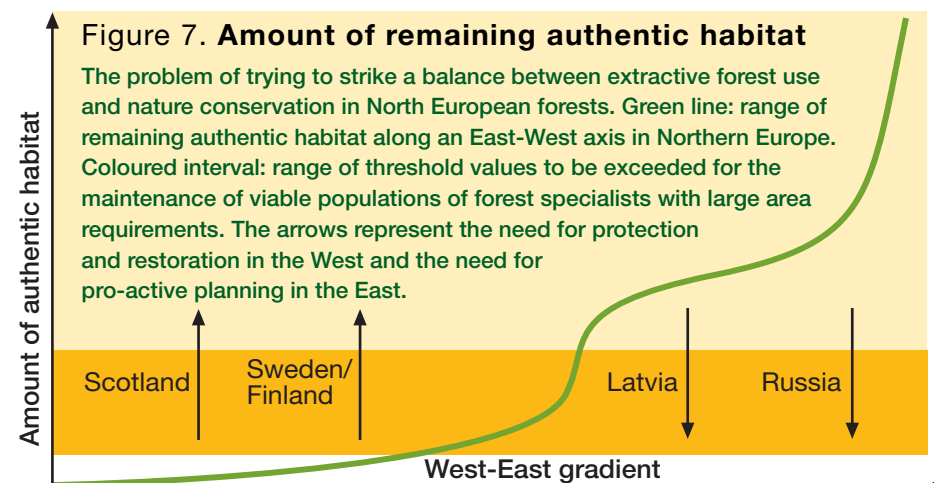 Figure 7. Amount of remaining authentic habitat
The problem of trying to strike a balance between extractive forest use
and nature conservation in North European forests. Green line: range of
remaining authentic habitat along an East-West axis in Northern Europe.
Coloured interval: range of threshold values to be exceeded for the
maintenance of viable populations of forest specialists with large area
requirements. The arrows represent the need for protection
and restoration in the West and the need for
pro-active planning in the East.
Amount of authentic habitat
Scotland
Sweden/
Finland
Latvia
Russia
West-East gradient